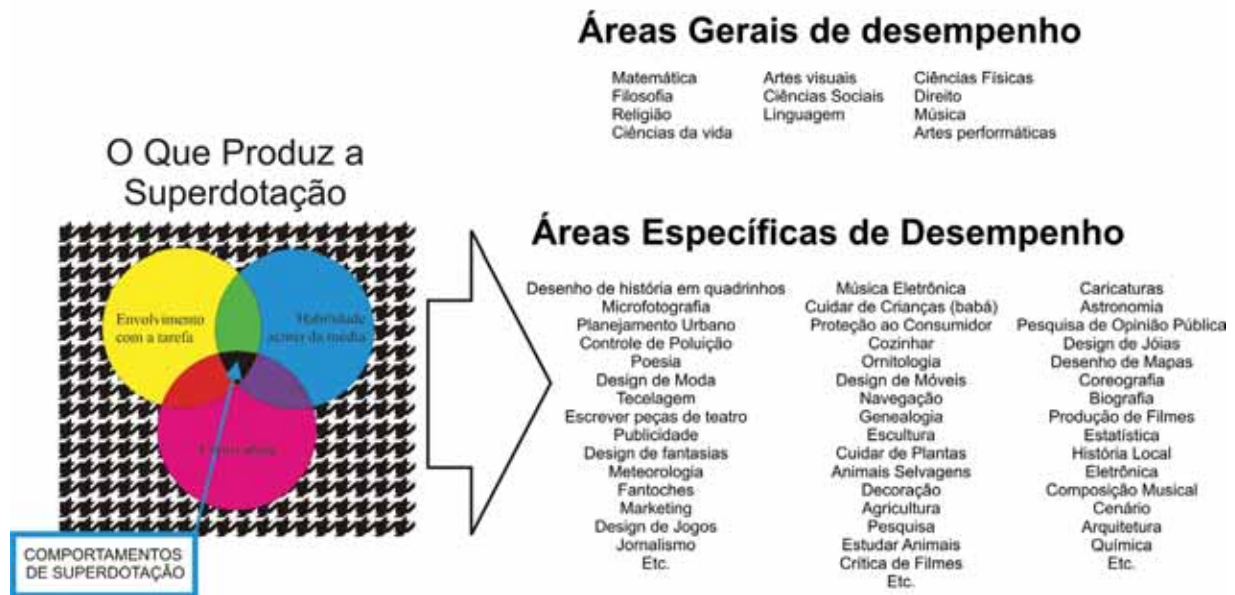 Áreas Gerais de desempenho
Matemática
Filosofia
Religião
Ciências da vida
Artes visuais
Ciências Sociais
Linguagem
Ciências Físicas
Direito
Música
Artes performáticas
O Que Produz a
Superdotação
Envolvimento
com a tarefa
Habilidade
acima da média
COMPORTAMENTOS
DE SUPERDOTAÇÃO
Áreas Específicas de Desempenho
Desenho de história em quadrinhos
Microfotografia
Planejamento Urbano
Controle de Poluição
Poesia
Design de Moda
Tecelagem
Escrever peças de teatro
Publicidade
Design de fantasias
Meteorologia
Fantoches
Marketing
Design de Jogos
Jornalismo
Etc.
Música Eletrônica
Cuidar de Crianças (babá)
Proteção ao Consumidor
Cozinhar
Ornitologia
Design de Móveis
Navegação
Genealogia
Escultura
Cuidar de Plantas
Animais Selvagens
Decoração
Agricultura
Pesquisa
Estudar Animais
Crítica de Filmes
Etc.
Caricaturas
Astronomia
Pesquisa de Opinião Pública
Design de Jóias
Desenho de Mapas
Coreografia
Biografia
Produção de Filmes
Estatística
História Local
Eletrônica
Composição Musical
Cenário
Arquitetura
Química
Etc.